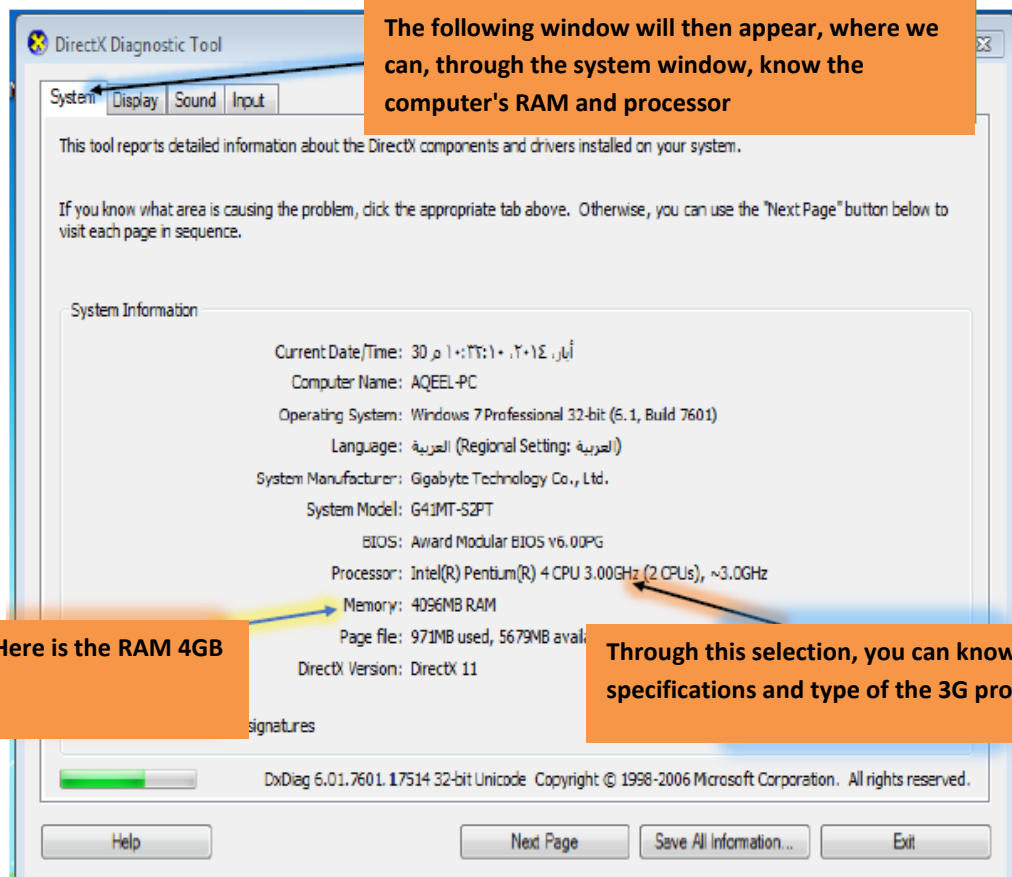 The following window will then appear, where we
can, through the system window, know the
computer's RAM and processor
DirectX Diagnostic Tool
System Display Sound Input
This tool reports detailed information about the DirectX components and drivers installed on your system.
If you know what area is causing the problem, click the appropriate tab above. Otherwise, you can use the "Next Page" button below to
visit each page in sequence.
System Information
Current Date/Time: 30 أيار، ٢٠١٤، ١٠:٣٦:١٠ م
Computer Name: AQEEL-PC
Operating System: Windows 7 Professional 32-bit (6.1, Build 7601)
Language: العربية (Regional Setting: العربية)
System Manufacturer: Gigabyte Technology Co., Ltd.
System Model: G41MT-S2PT
BIOS: Award Modular BIOS v6.00PG
Processor: Intel(R) Pentium(R) 4 CPU 3.00GHz (2 CPUs), ~3.0GHz
Memory: 4096MB RAM
Page file: 971MB used, 5679MB
DirectX Version: DirectX 11
Here is the RAM 4GB
Through this selection, you can know
specifications and type of the 3G
signatures
DxDiag 6.01.7601.17514 32-bit Unicode Copyright © 1998-2006 Microsoft Corporation. All rights reserved.
Help Next Page Save All Information... Exit